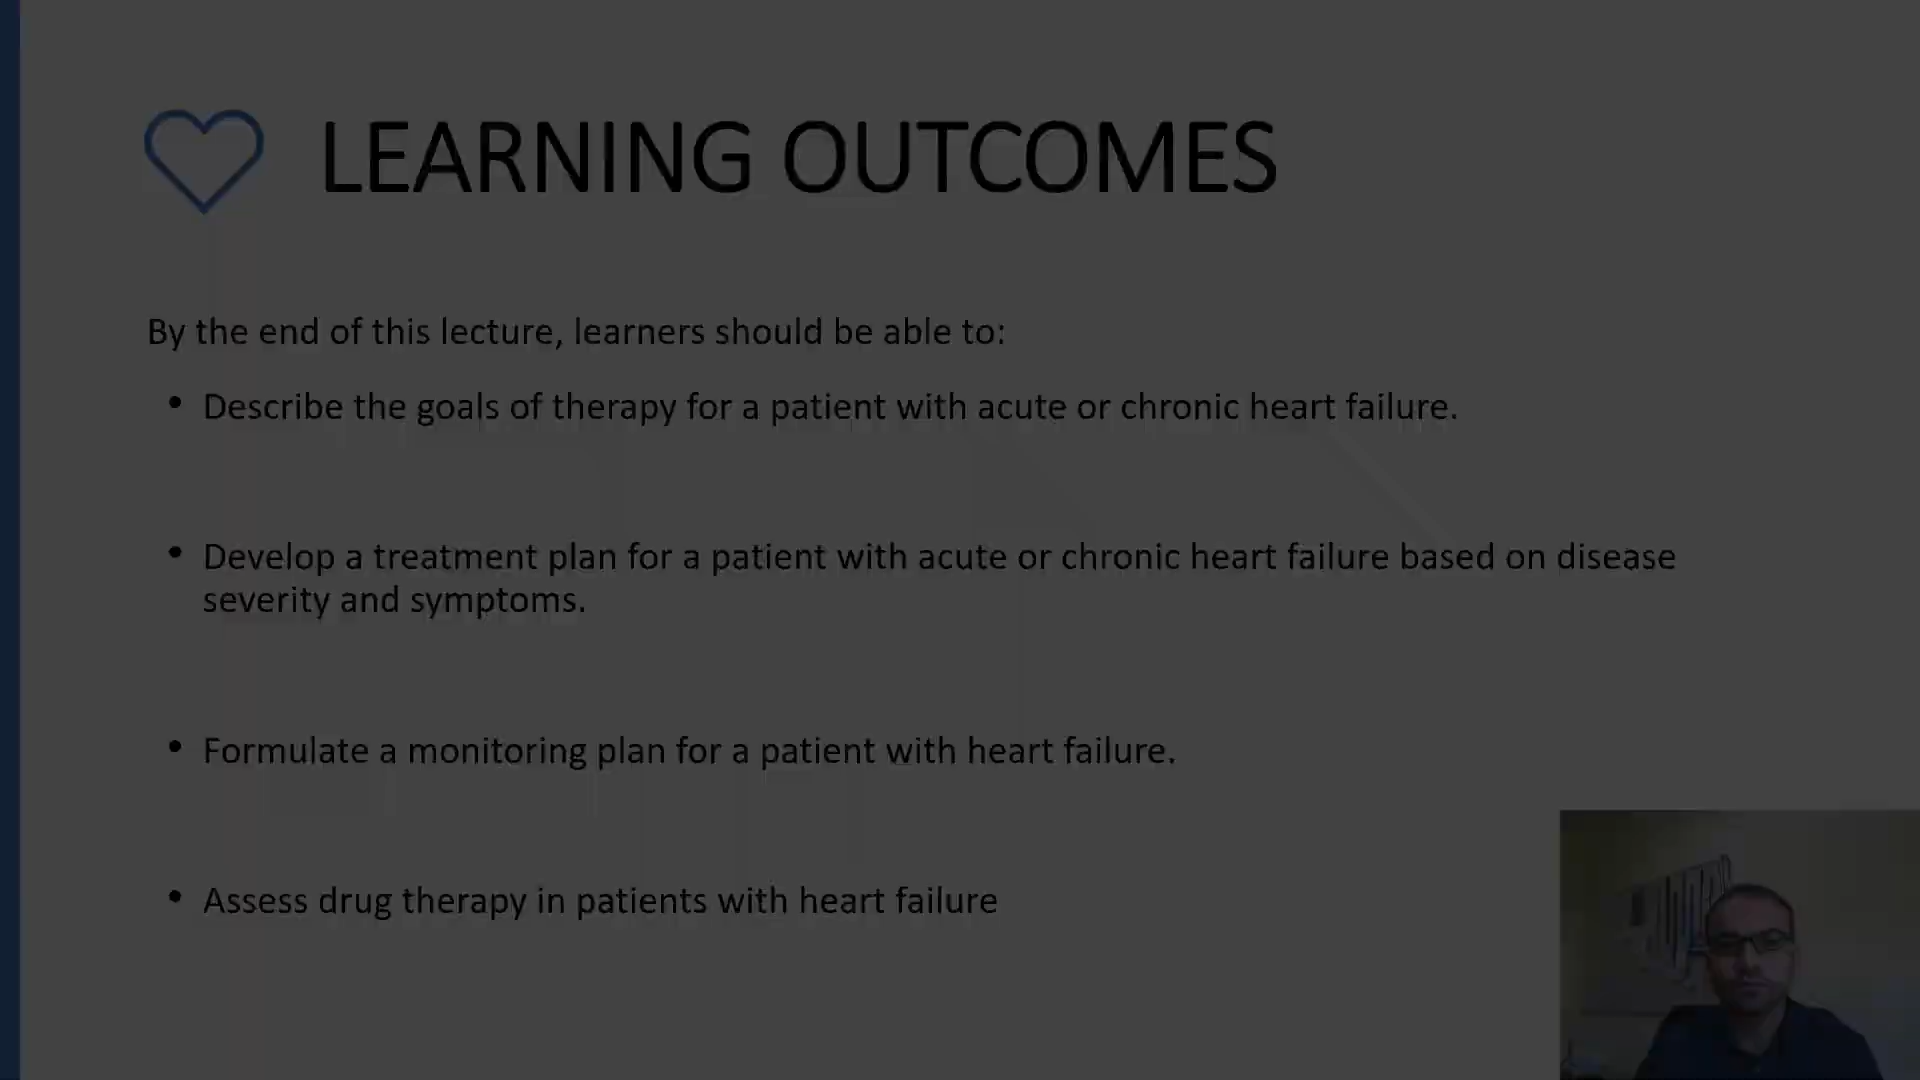 LEARNING OUTCOMES
By the end of this lecture, learners should be able to:
• Describe the goals of therapy for a patient with acute or chronic heart failure.
• Develop a treatment plan for a patient with acute or chronic heart failure based on disease
severity and symptoms.
• Formulate a monitoring plan for a patient with heart failure.
• Assess drug therapy in patients with heart failure